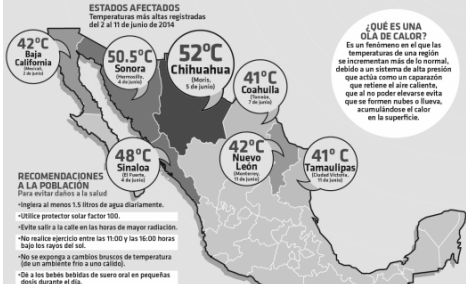 ESTADOS AFECTADOS
Temperaturas más altas registradas
del 2 al 11 de junio de 2014
42°C
Baja
California
(Mexicali,
2 de junio)
50.5°C
Sonora
(Hermosillo,
4 de junio)
52°C
Chihuahua
(Moris,
5 de junio)
41°C
Coahuila
(Torreón,
7 de junio)
48°C
Sinaloa
(El Fuerte,
4 de junio)
42°C
Nuevo
León
(Monterrey,
11 de junio)
41° C
Tamaulipas
(Ciudad Victoria,
11 de junio)
¿QUÉ ES UNA
OLA DE CALOR?
Es un fenómeno en el que las
temperaturas de una región
se incrementan más de lo normal,
debido a un sistema de alta presión
que actúa como un caparazón
que retiene el aire caliente,
que al no poder elevarse evita
que se formen nubes o llueva,
acumulándose el calor
en la superficie.
RECOMENDACIONES
A LA POBLACIÓN
Para evitar daños a la salud
•Ingiera al menos 1.5 litros de agua diariamente.
•Utilice protector solar factor 100.
•Evite salir a la calle en las horas de mayor radiación.
•No realice ejercicio entre las 11:00 y las 16:00 horas
bajo los rayos del sol.
•No se exponga a cambios bruscos de temperatura
(de un ambiente frío a uno cálido).
•Dé a los bebés bebidas de suero oral en pequeñas
dosis durante el día.